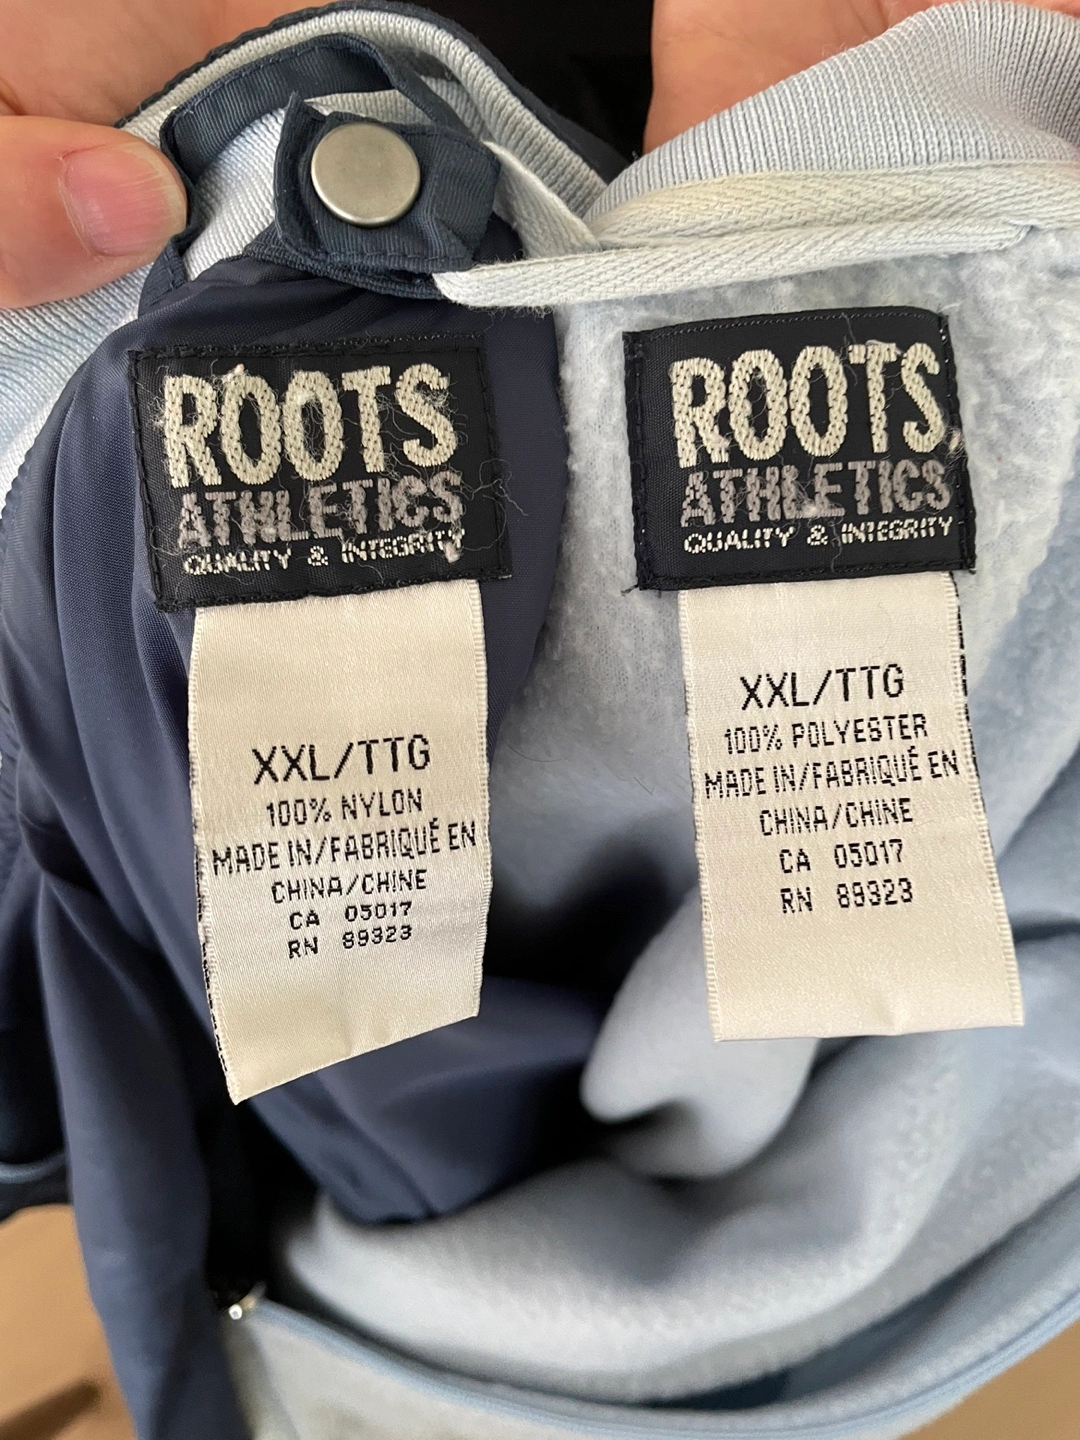 ROOTS
ATHLETICS
QUALITY & INTEGRITY
XXL/TTG
100% NYLON
MADE IN/FABRIQUÉ EN
CHINA/CHINE
CA 05017
RN 89323
ROOTS
ATHLETICS
QUALITY & INTEGRITY
XXL/TTG
100% POLYESTER
MADE IN/FABRIQUÉ EN
CHINA/CHINE
CA 05017
RN 89323